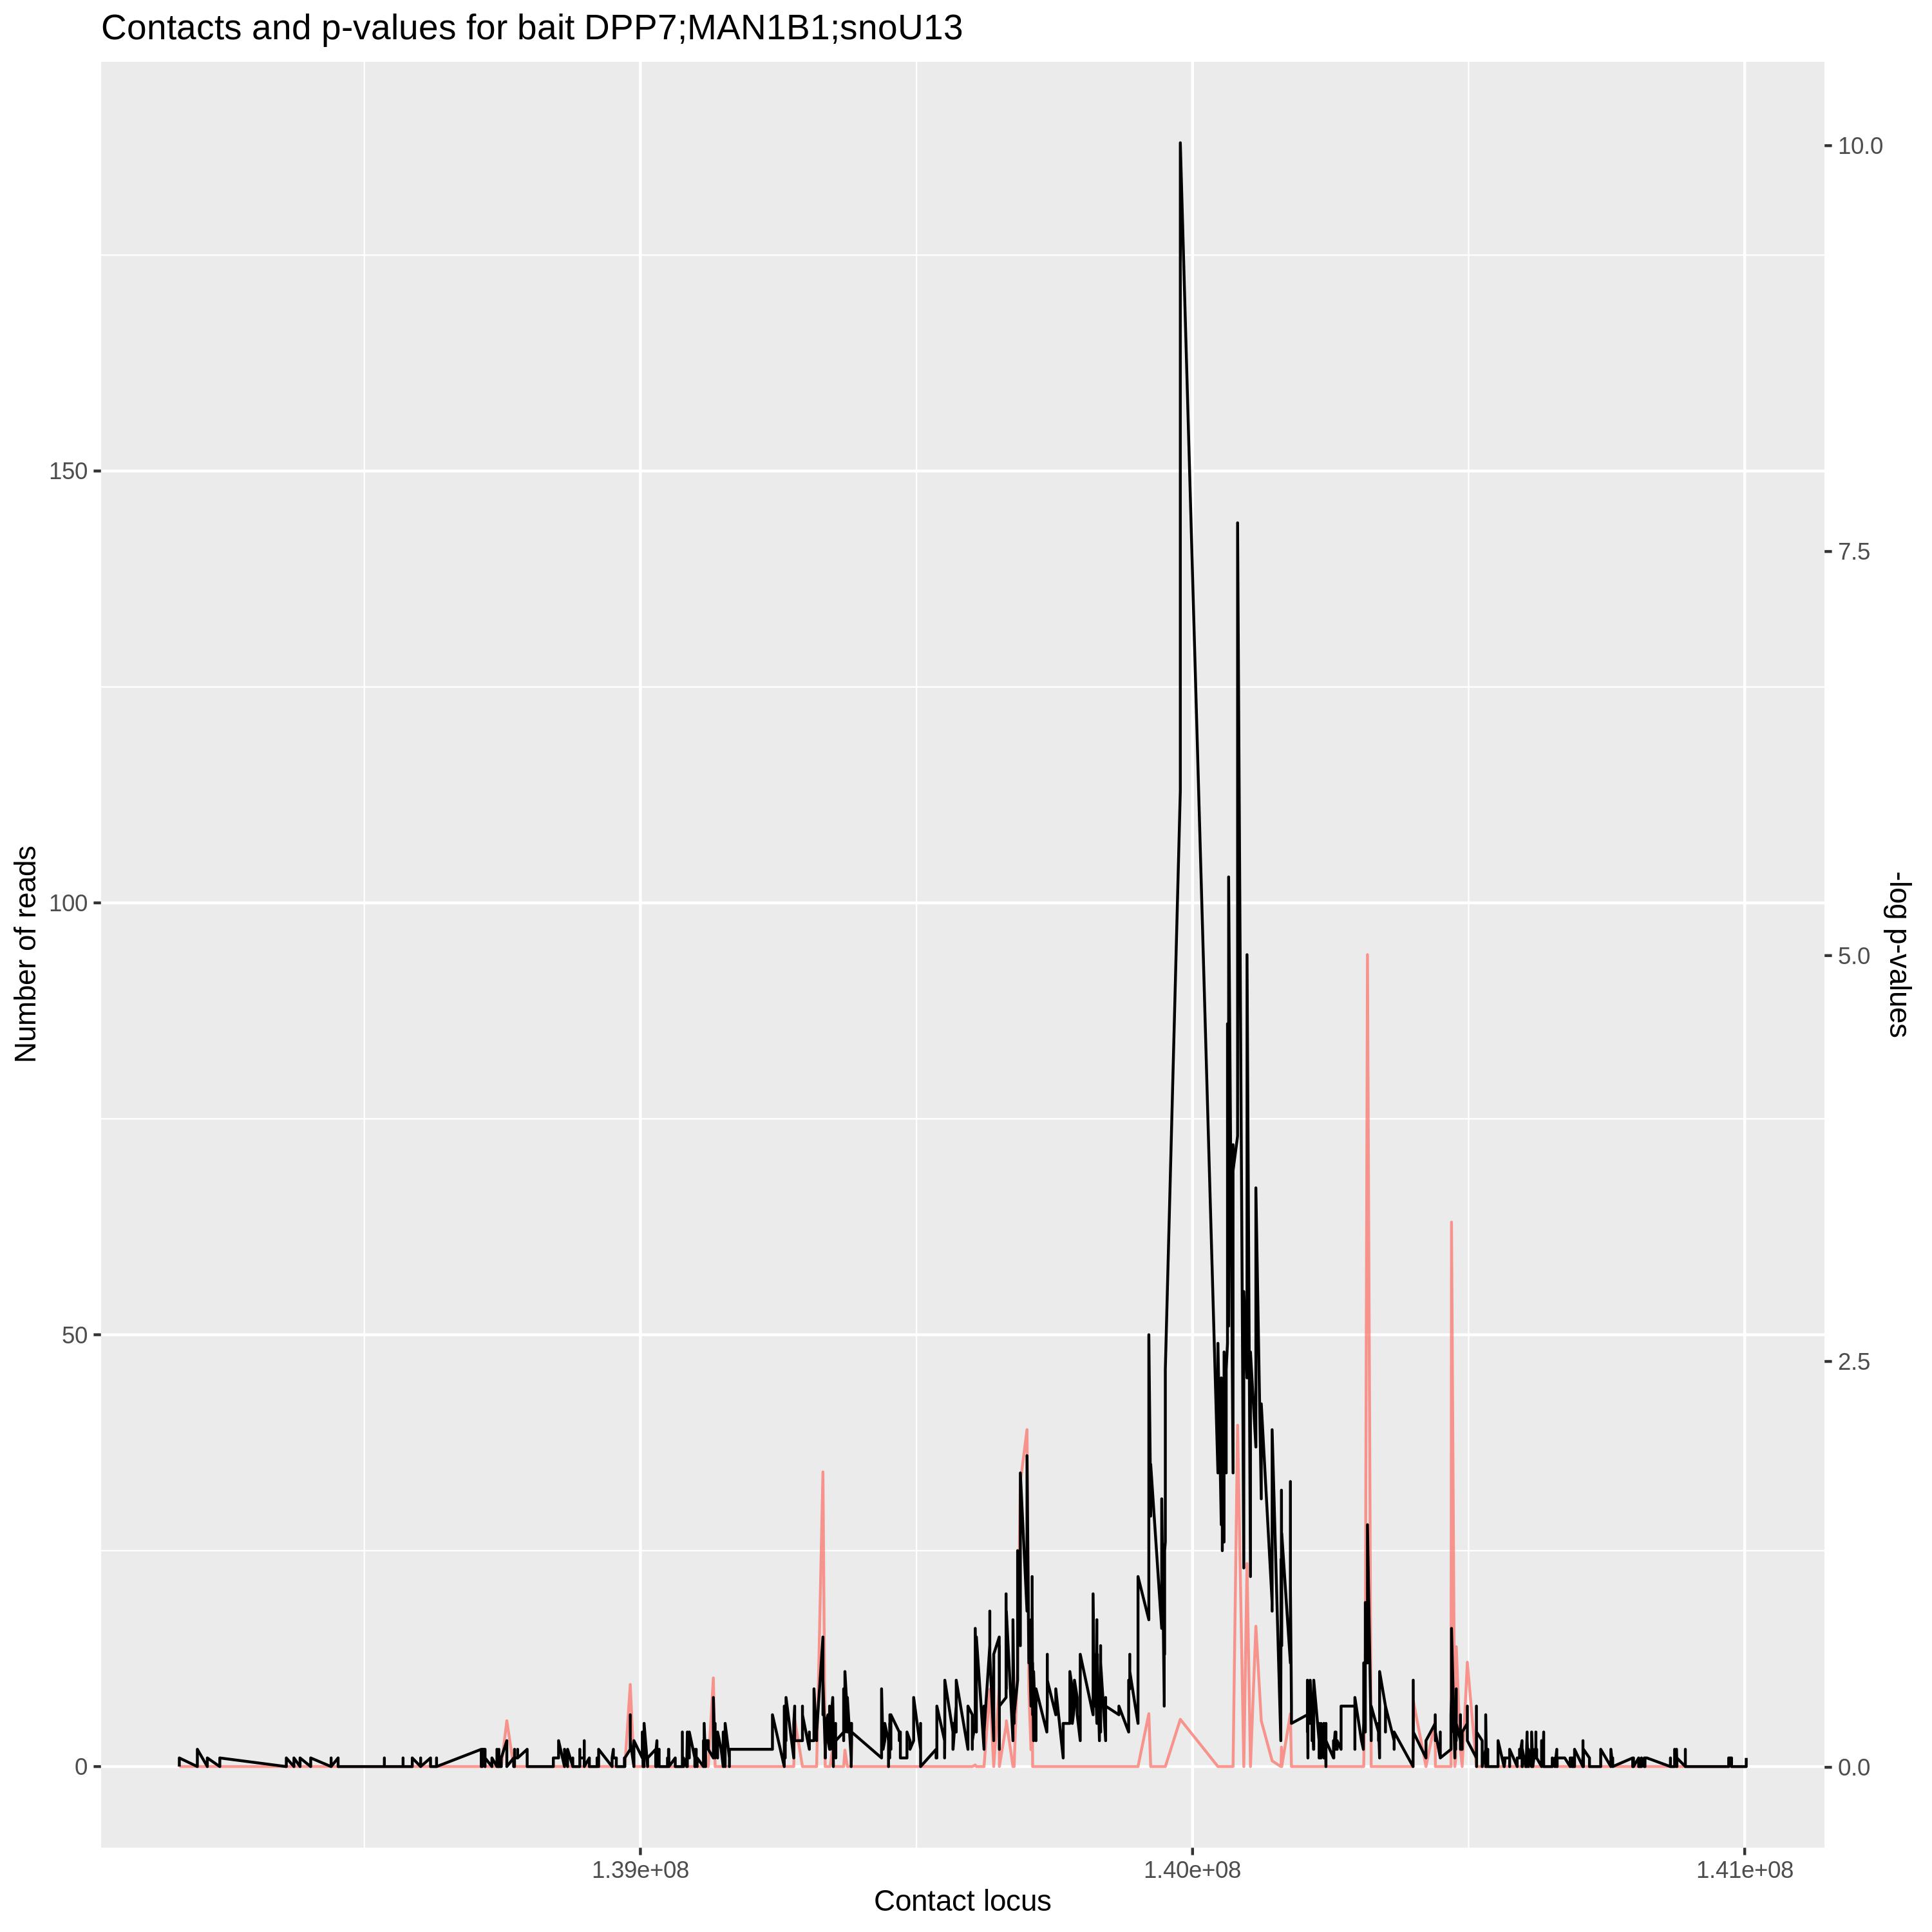 Contacts and p-values for bait DPP7;MAN1B1;snoU13
10.0
150
7.5
100
5.0
50
2.5
0
0.0
Number of reads
-log p-values
1.39e+08
1.40e+08
1.41e+08
Contact locus